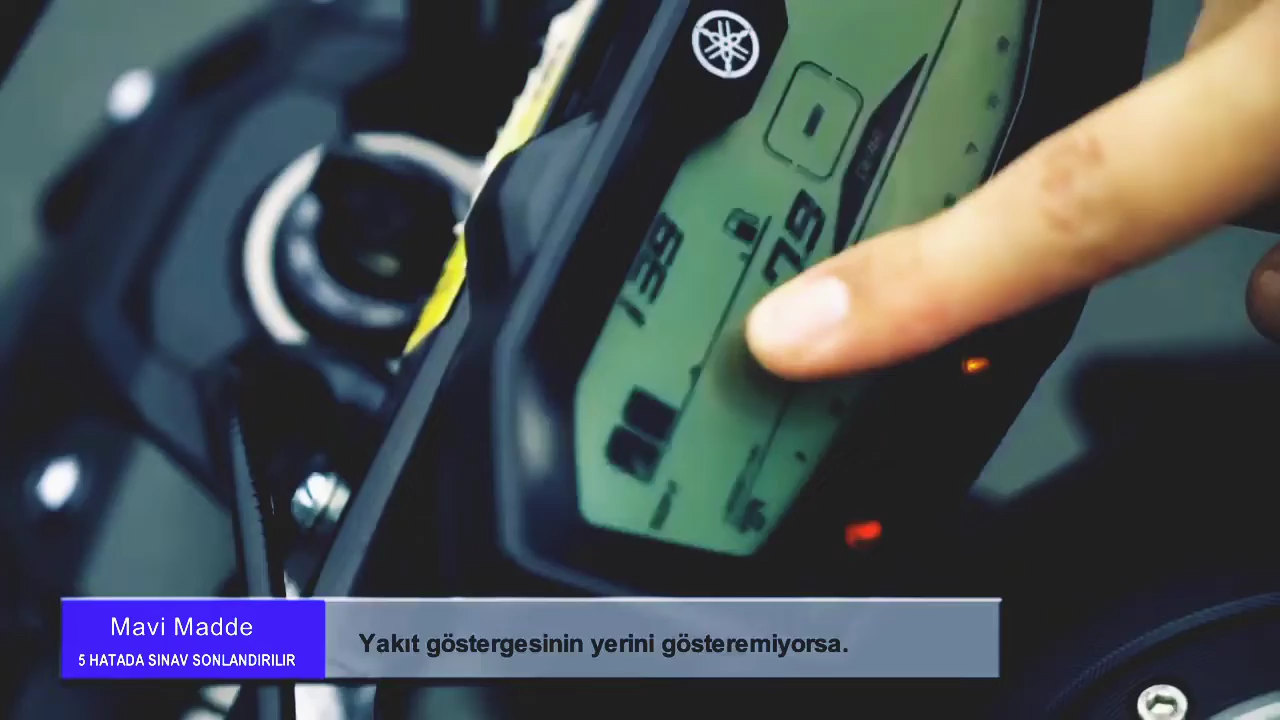 Mavi Madde
5 HATADA SINAV SONLANDIRILIR
Yakıt göstergesinin yerini gösteremiyorsa.